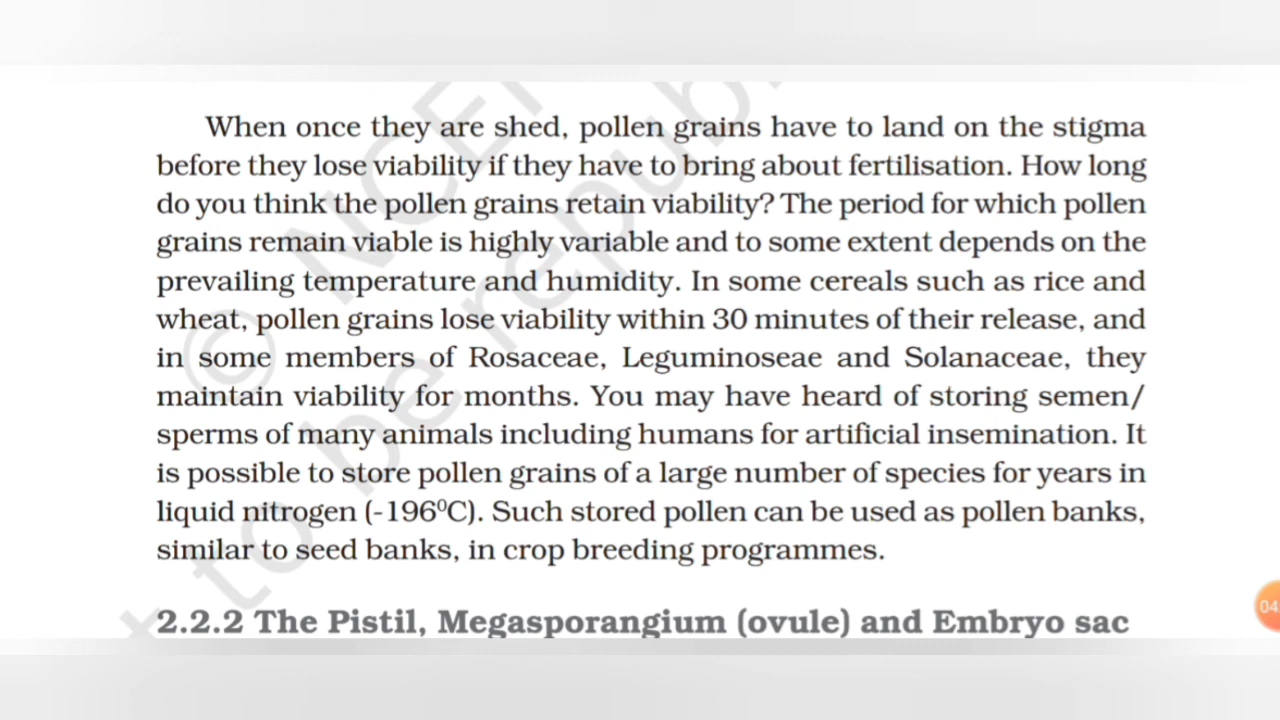 When once they are shed, pollen grains have to land on the stigma
before they lose viability if they have to bring about fertilisation. How long
do you think the pollen grains retain viability? The period for which pollen
grains remain viable is highly variable and to some extent depends on the
prevailing temperature and humidity. In some cereals such as rice and
wheat, pollen grains lose viability within 30 minutes of their release, and
in some members of Rosaceae, Leguminoseae and Solanaceae, they
maintain viability for months. You may have heard of storing semen/
sperms of many animals including humans for artificial insemination. It
is possible to store pollen grains of a large number of species for years in
liquid nitrogen (-196⁰C). Such stored pollen can be used as pollen banks,
similar to seed banks, in crop breeding programmes.
2.2.2 The Pistil, Megasporangium (ovule) and Embryo sac
04